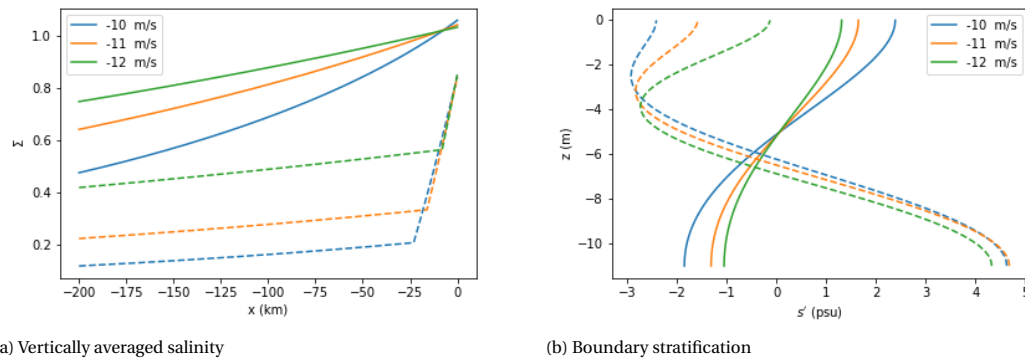 -10 m/s
-11 m/s
-12 m/s
1.0
0.8
0.6
0.4
0.2
Σ
−200 −175 −150 −125 −100 −75 −50 −25 0
x (km)
a) Vertically averaged salinity
-10 m/s
-11 m/s
-12 m/s
0
−2
−4
−6
−8
−10
z (m)
−3 −2 −1 0 1 2 3 4 5
s′ (psu)
(b) Boundary stratification